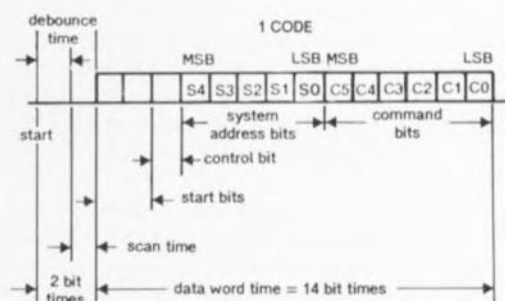 debounce time
1 CODE
MSB LSB MSB LSB
S4 S3 S2 S1 S0 C5 C4 C3 C2 C1 C0
start
system address bits
command bits
control bit
start bits
scan time
2 bit times
data word time = 14 bit times